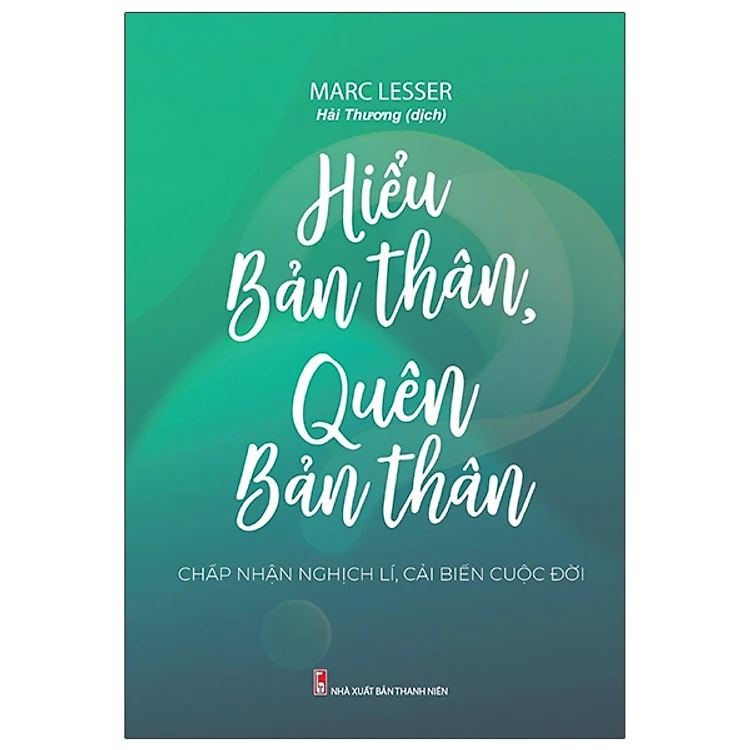 MARC LESSER
Hải Thương (dịch)
Hiểu
Bản thân,
Quên
Bản thân
CHẤP NHẬN NGHỊCH LÍ, CẢI BIẾN CUỘC ĐỜI
NHÀ XUẤT BẢN THANH NIÊN